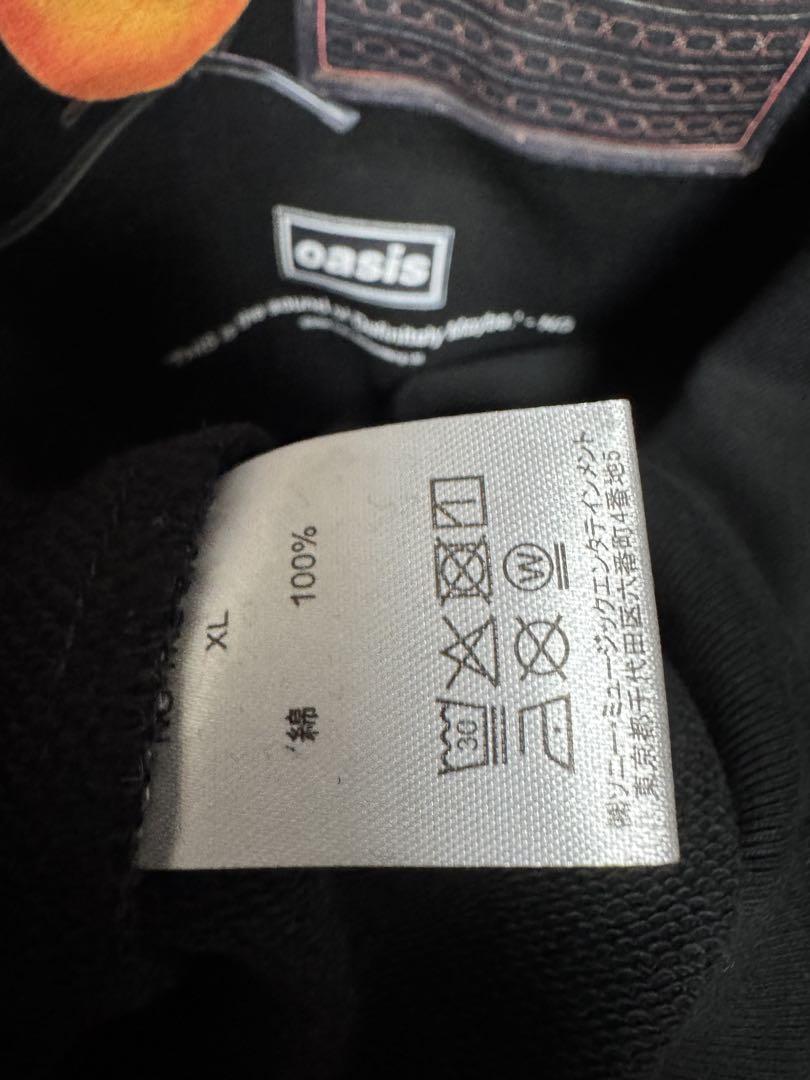 oasis
"This is the sound of Definitely Maybe." - NG
XL
綿 100%
30
W
㈱ソニー・ミュージックエンタテインメント
東京都千代田区六番町4番地5